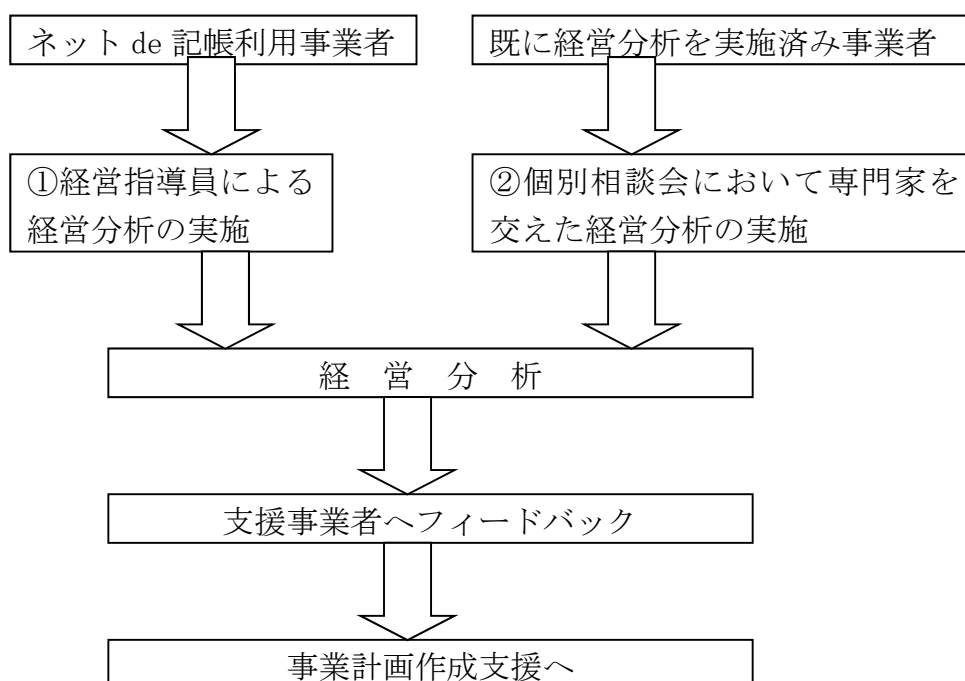 ネット de 記帳利用事業者
既に経営分析を実施済み事業者
①経営指導員による
経営分析の実施
②個別相談会において専門家を
交えた経営分析の実施
経 営 分 析
支援事業者へフィードバック
事業計画作成支援へ